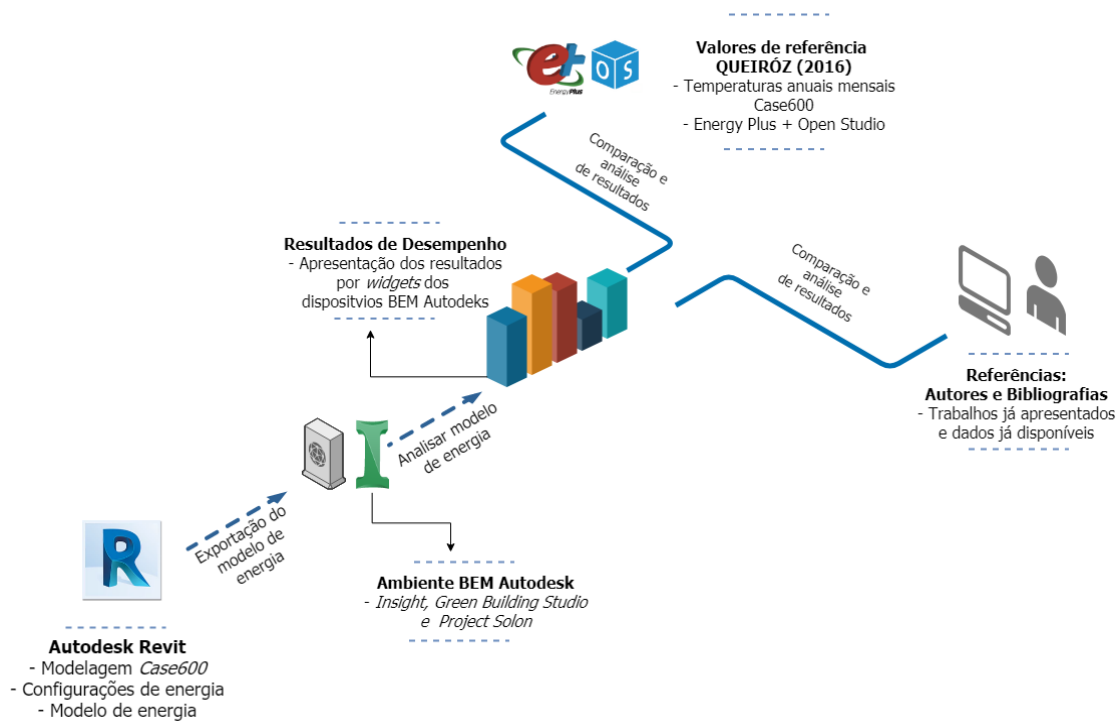 e+
EnergyPlus
OS
Valores de referência
QUEIRÓZ (2016)
- Temperaturas anuais mensais
Case600
- Energy Plus + Open Studio
Comparação e
análise
de resultados
Resultados de Desempenho
- Apresentação dos resultados
por widgets dos
dispositvios BEM Autodeks
Comparação e
análise
de resultados
Referências:
Autores e Bibliografias
- Trabalhos já apresentados
e dados já disponíveis
Analisar modelo
de energia
I
Exportação do
modelo de
energia
R
Ambiente BEM Autodesk
- Insight, Green Building Studio
e Project Solon
Autodesk Revit
- Modelagem Case600
- Configurações de energia
- Modelo de energia